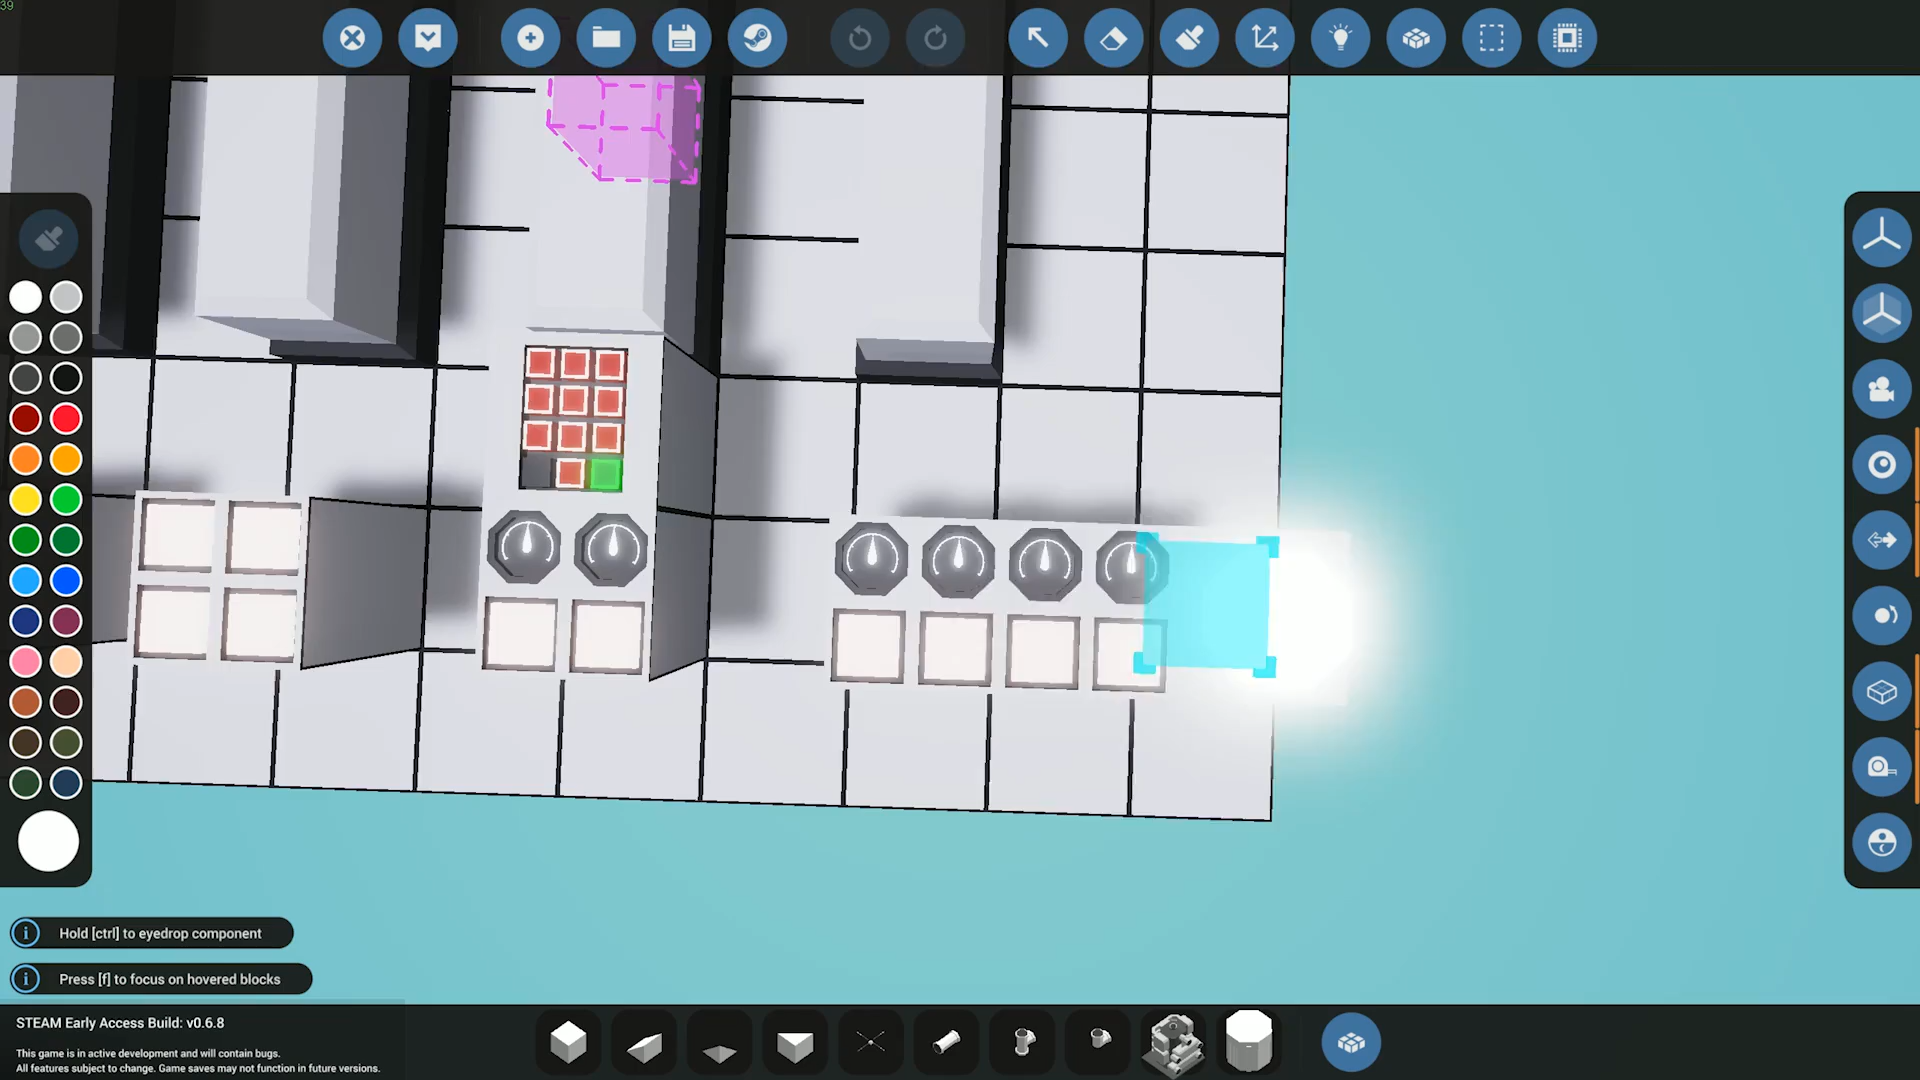 39
Hold [ctrl] to eyedrop component
Press [f] to focus on hovered blocks
STEAM Early Access Build: v0.6.8
This game is in active development and will contain bugs.
All features subject to change. Game saves may not function in future versions.